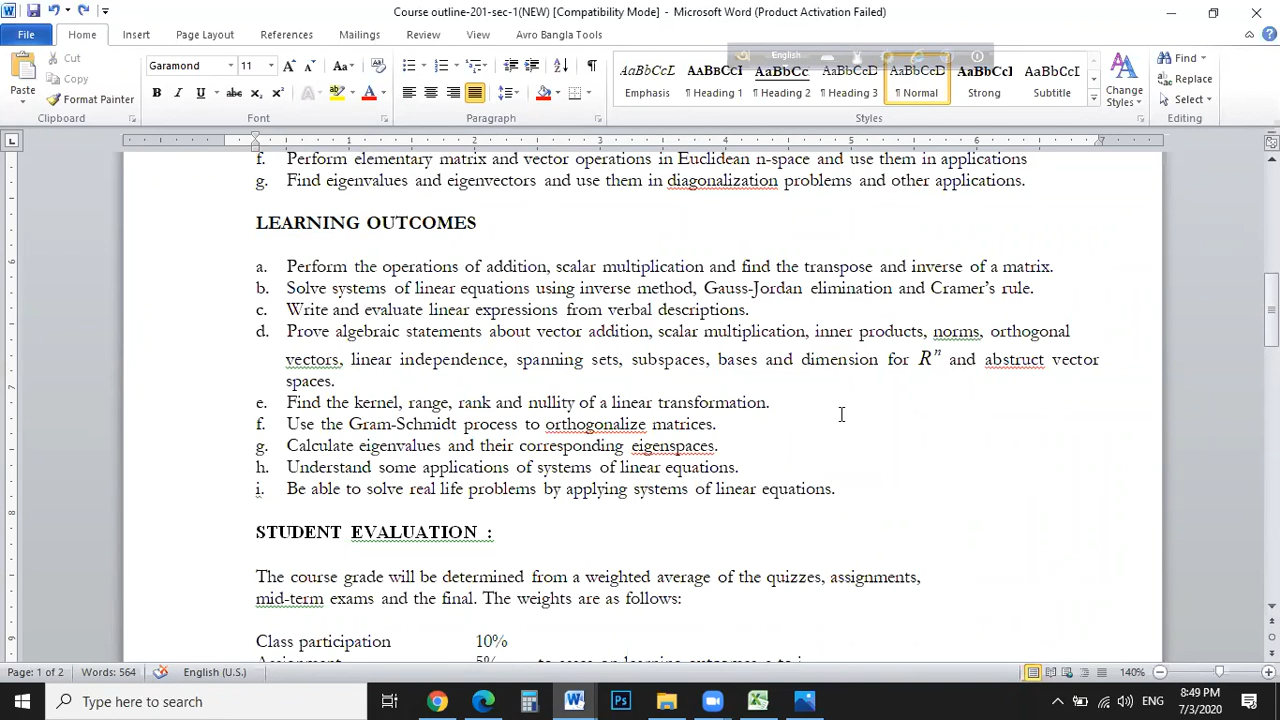 Course outline-201-sec-1(NEW) [Compatibility Mode] - Microsoft Word (Product Activation Failed)
File Home Insert Page Layout References Mailings Review View Avro Bangla Tools
English
Paste
Cut
Copy
Format Painter
Clipboard
Garamond 11
Font
Paragraph
AaBbCcL AaBbCcI AaBbCc AaBbCcD AaBbCcD AaBbCcI AaBbCcD
Emphasis ¶ Heading 1 ¶ Heading 2 ¶ Heading 3 ¶ Normal Strong Subtitle
Change Styles
Styles
Find
Replace
Select
Editing
1 2 3 4 5 6 7
f. Perform elementary matrix and vector operations in Euclidean n-space and use them in applications
g. Find eigenvalues and eigenvectors and use them in diagonalization problems and other applications.
LEARNING OUTCOMES
a. Perform the operations of addition, scalar multiplication and find the transpose and inverse of a matrix.
b. Solve systems of linear equations using inverse method, Gauss-Jordan elimination and Cramer's rule.
c. Write and evaluate linear expressions from verbal descriptions.
d. Prove algebraic statements about vector addition, scalar multiplication, inner products, norms, orthogonal
vectors, linear independence, spanning sets, subspaces, bases and dimension for Rⁿ and abstruct vector
spaces.
e. Find the kernel, range, rank and nullity of a linear transformation.
f. Use the Gram-Schmidt process to orthogonalize matrices.
g. Calculate eigenvalues and their corresponding eigenspaces.
h. Understand some applications of systems of linear equations.
i. Be able to solve real life problems by applying systems of linear equations.
STUDENT EVALUATION :
The course grade will be determined from a weighted average of the quizzes, assignments,
mid-term exams and the final. The weights are as follows:
Class participation 10%
Page: 1 of 2 Words: 564 English (U.S.) 140%
Type here to search
ENG
8:49 PM
7/3/2020